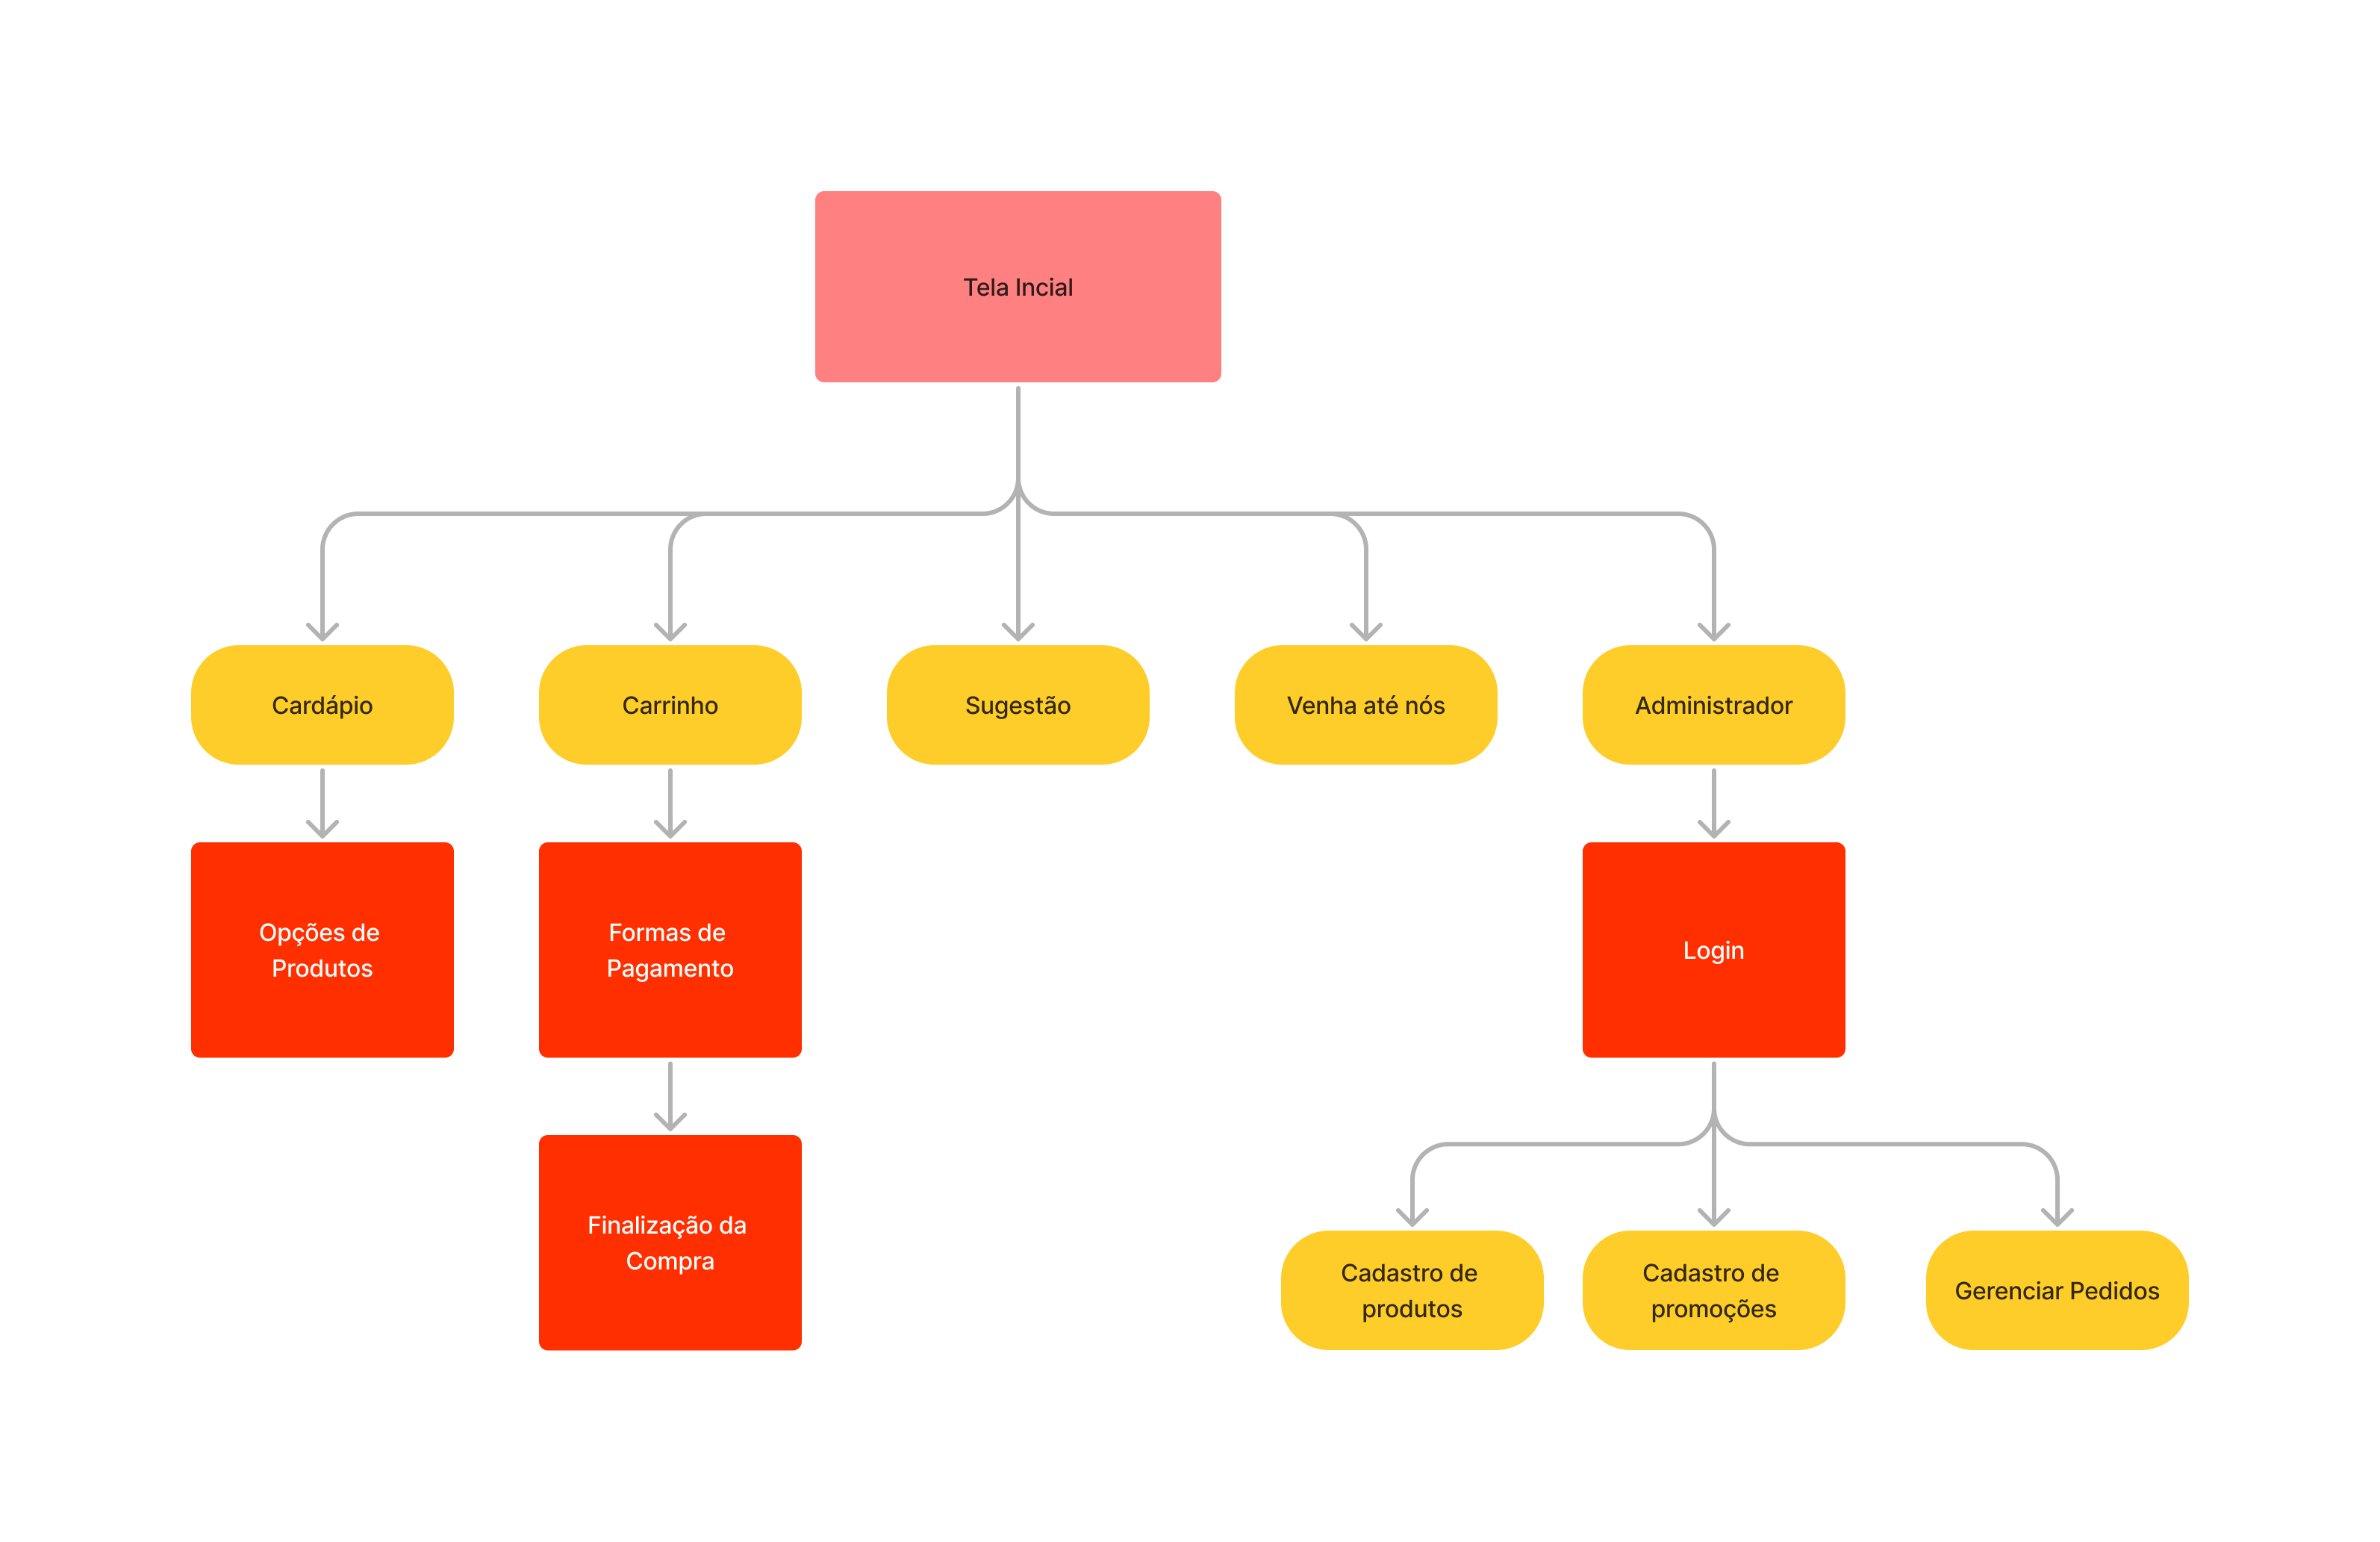 Tela Incial
Cardápio
Carrinho
Sugestão
Venha até nós
Administrador
Opções de
Produtos
Formas de
Pagamento
Login
Finalização da
Compra
Cadastro de
produtos
Cadastro de
promoções
Gerenciar Pedidos